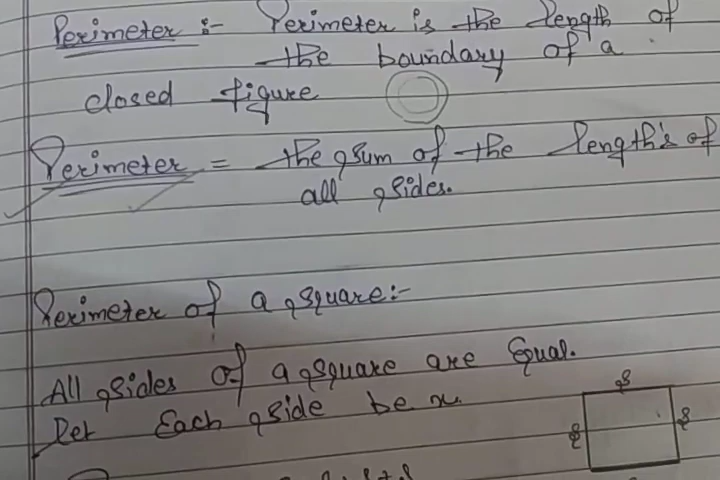 Perimeter :- Perimeter is the length of
the boundary of a
closed figure
Perimeter = the sum of the length's of
all sides.
Perimeter of a square:-
All sides of a square are Equal.
Let Each side be x.
s
s s